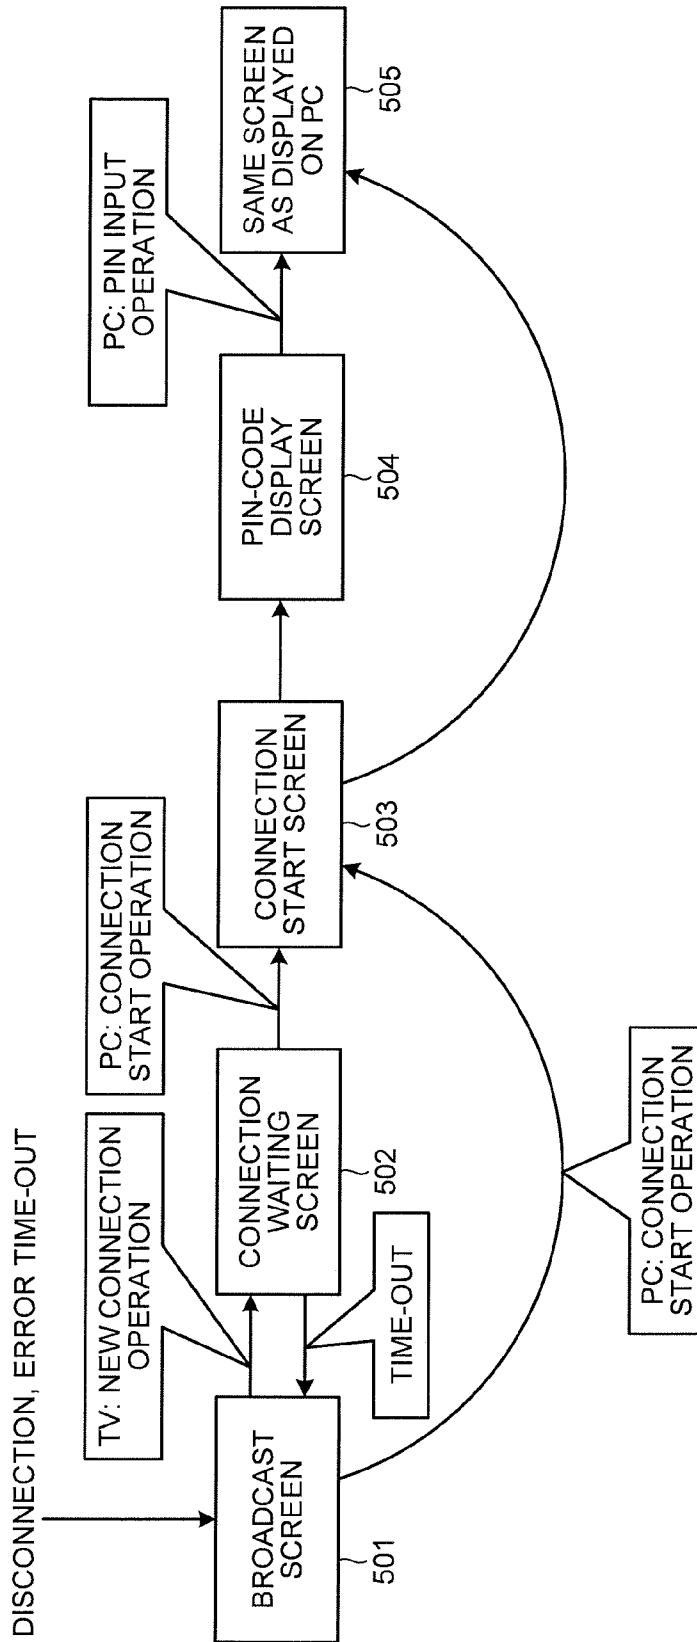 DISCONNECTION, ERROR TIME-OUT
TV: NEW CONNECTION
OPERATION
PC: CONNECTION
START OPERATION
PC: PIN INPUT
OPERATION
BROADCAST
SCREEN
501
CONNECTION
WAITING
SCREEN
502
CONNECTION
START SCREEN
503
PIN-CODE
DISPLAY
SCREEN
504
SAME SCREEN
AS DISPLAYED
ON PC
505
TIME-OUT
PC: CONNECTION
START OPERATION